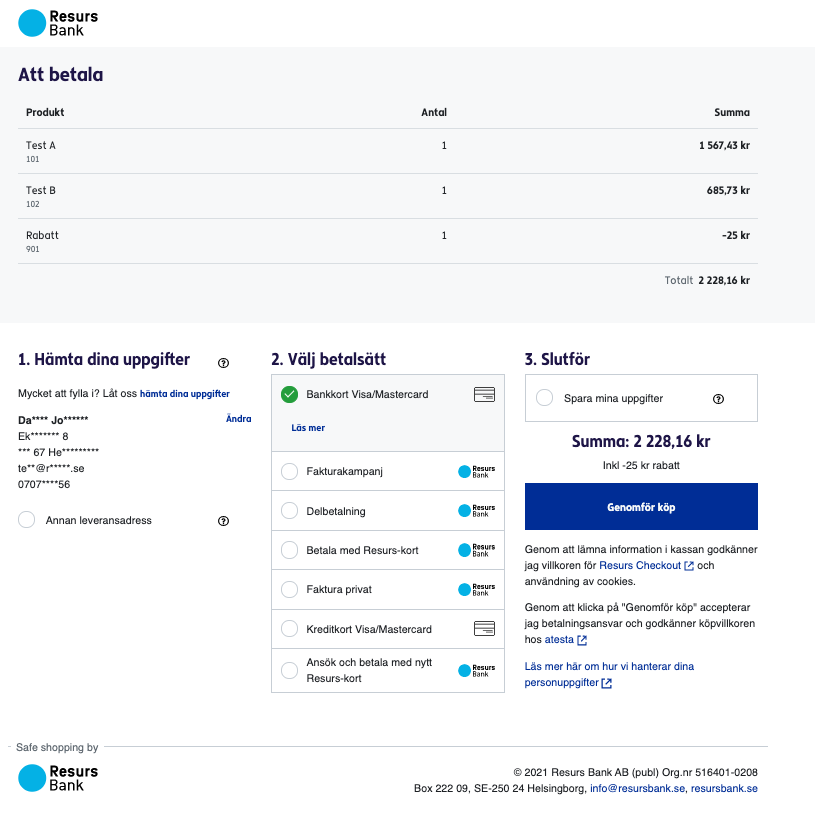 Resurs
Bank
Att betala
Produkt Antal Summa
Test A 1 1 567,43 kr
101
Test B 1 685,73 kr
102
Rabatt 1 -25 kr
901
Totalt 2 228,16 kr
1. Hämta dina uppgifter
Mycket att fylla i? Låt oss hämta dina uppgifter
Da**** Jo****** Ändra
Ek******* 8
*** 67 He*********
te**@r*****.se
0707****56
Annan leveransadress
2. Välj betalsätt
Bankkort Visa/Mastercard
Läs mer
Fakturakampanj Resurs
Bank
Delbetalning Resurs
Bank
Betala med Resurs-kort Resurs
Bank
Faktura privat Resurs
Bank
Kreditkort Visa/Mastercard
Ansök och betala med nytt Resurs
Resurs-kort Bank
3. Slutför
Spara mina uppgifter
Summa: 2 228,16 kr
Inkl -25 kr rabatt
Genomför köp
Genom att lämna information i kassan godkänner
jag villkoren för Resurs Checkout och
användning av cookies.
Genom att klicka på "Genomför köp" accepterar
jag betalningsansvar och godkänner köpvillkoren
hos atesta
Läs mer här om hur vi hanterar dina
personuppgifter
Safe shopping by
Resurs
Bank
© 2021 Resurs Bank AB (publ) Org.nr 516401-0208
Box 222 09, SE-250 24 Helsingborg, info@resursbank.se, resursbank.se